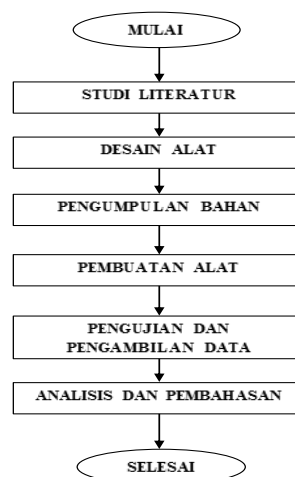 MULAI
STUDI LITERATUR
DESAIN ALAT
PENGUMPULAN BAHAN
PEMBUATAN ALAT
PENGUJIAN DAN
PENGAMBILAN DATA
ANALISIS DAN PEMBAHASAN
SELESAI